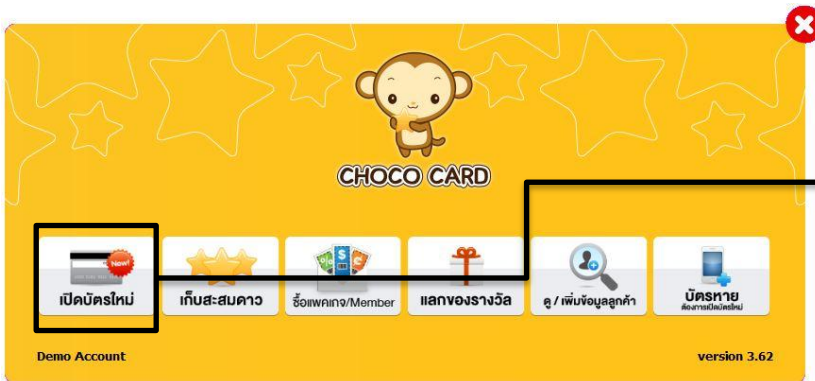 CHOCO CARD
New!
เปิดบัตรใหม่
เก็บสะสมดาว
ซื้อแพคเกจ/Member
แลกของรางวัล
ดู / เพิ่มข้อมูลลูกค้า
บัตรหาย
ต้องการเปิดบัตรใหม่
Demo Account
version 3.62